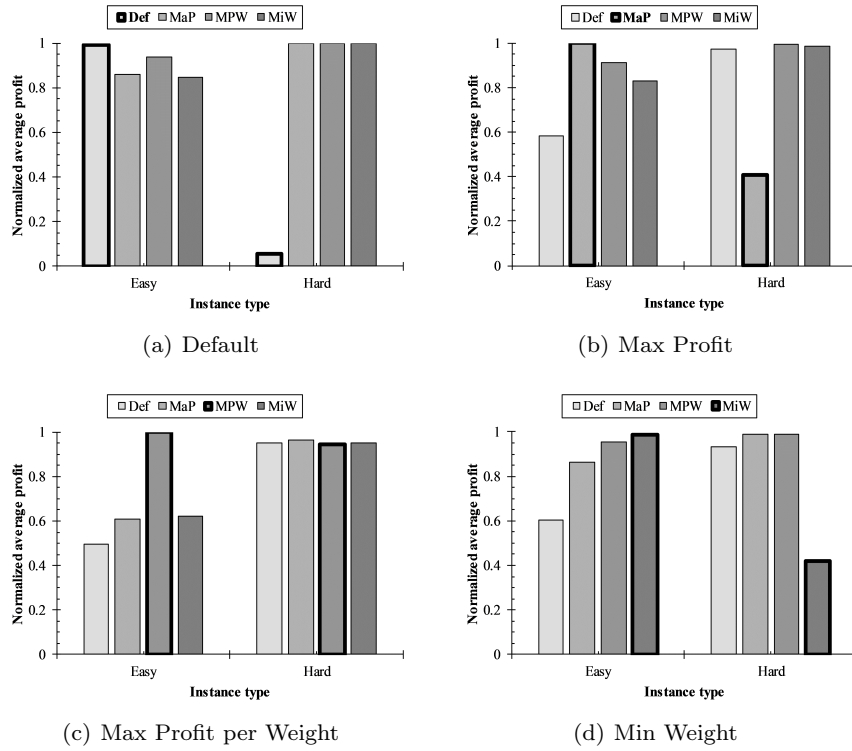 Def MaP MPW MiW
Normalized average profit
1
0.8
0.6
0.4
0.2
0
Easy Hard
Instance type
(a) Default
Def MaP MPW MiW
Normalized average profit
1
0.8
0.6
0.4
0.2
0
Easy Hard
Instance type
(b) Max Profit
Def MaP MPW MiW
Normalized average profit
1
0.8
0.6
0.4
0.2
0
Easy Hard
Instance type
(c) Max Profit per Weight
Def MaP MPW MiW
Normalized average profit
1
0.8
0.6
0.4
0.2
0
Easy Hard
Instance type
(d) Min Weight